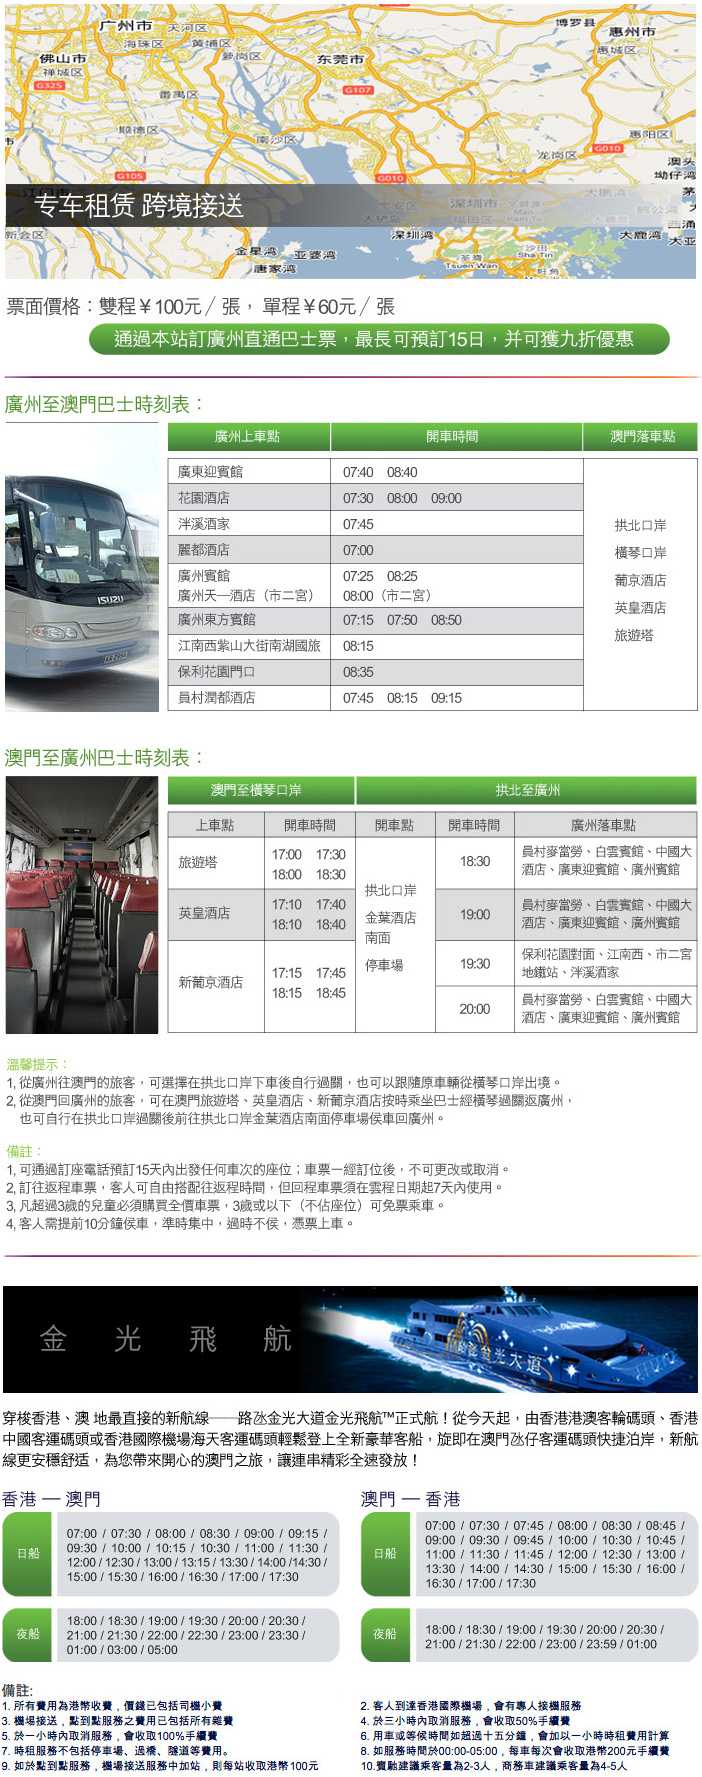 广州市
天河区
海珠区
黄埔区
萝岗区
博罗县
惠州市
惠城区
佛山市
禅城区
东莞市
G325
番禺区
G107
顺德区
南沙区
惠阳区
G010
龙岗区
澳头
坳仔湾
G105
G010
专车租赁 跨境接送
深圳市
深圳湾
大鹿湾
大亚
金星湾
亚婆湾
唐家湾
荃灣
Tsuen Wan
沙田
Sha Tin
旺角
票面價格：雙程￥100元／張， 單程￥60元／張
通過本站訂廣州直通巴士票，最長可預訂15日，并可獲九折優惠
廣州至澳門巴士時刻表：
廣州上車點 開車時間 澳門落車點
廣東迎賓館 07:40 08:40
花園酒店 07:30 08:00 09:00
泮溪酒家 07:45
麗都酒店 07:00
廣州賓館 07:25 08:25
廣州天一酒店（市二宮） 08:00（市二宮）
廣州東方賓館 07:15 07:50 08:50
江南西紫山大街南湖國旅 08:15
保利花園門口 08:35
員村潤都酒店 07:45 08:15 09:15
拱北口岸
橫琴口岸
葡京酒店
英皇酒店
旅遊塔
ISUZU
澳門至廣州巴士時刻表：
澳門至橫琴口岸 拱北至廣州
上車點 開車時間 開車點 開車時間 廣州落車點
旅遊塔
17:00 17:30
18:00 18:30
英皇酒店
17:10 17:40
18:10 18:40
新葡京酒店
17:15 17:45
18:15 18:45
拱北口岸
金葉酒店
南面
停車場
18:30
員村麥當勞、白雲賓館、中國大
酒店、廣東迎賓館、廣州賓館
19:00
員村麥當勞、白雲賓館、中國大
酒店、廣東迎賓館、廣州賓館
19:30
保利花園對面、江南西、市二宮
地鐵站、泮溪酒家
20:00
員村麥當勞、白雲賓館、中國大
酒店、廣東迎賓館、廣州賓館
溫馨提示：
1, 從廣州往澳門的旅客，可選擇在拱北口岸下車後自行過關，也可以跟隨原車輛從橫琴口岸出境。
2, 從澳門回廣州的旅客，可在澳門旅遊塔、英皇酒店、新葡京酒店按時乘坐巴士經橫琴過關返廣州，
也可自行在拱北口岸過關後前往拱北口岸金葉酒店南面停車場侯車回廣州。
備註：
1, 可通過訂座電話預訂15天內出發任何車次的座位；車票一經訂位後，不可更改或取消。
2, 訂往返程車票，客人可自由搭配往返程時間，但回程車票須在雲程日期起7天內使用。
3, 凡超過3歲的兒童必須購買全價車票，3歲或以下（不佔座位）可免票乘車。
4, 客人需提前10分鐘侯車，準時集中，過時不侯，憑票上車。
金 光 飛 航
金光大道
穿梭香港、澳 地最直接的新航線──路氹金光大道金光飛航™正式航！從今天起，由香港港澳客輪碼頭、香港
中國客運碼頭或香港國際機場海天客運碼頭輕鬆登上全新豪華客船，旋即在澳門氹仔客運碼頭快捷泊岸，新航
線更安穩舒适，為您帶來開心的澳門之旅，讓連串精彩全速發放！
香港 — 澳門
日船
07:00 / 07:30 / 08:00 / 08:30 / 09:00 / 09:15 /
09:30 / 10:00 / 10:15 / 10:30 / 11:00 / 11:30 /
12:00 / 12:30 / 13:00 / 13:15 / 13:30 / 14:00 /14:30 /
15:00 / 15:30 / 16:00 / 16:30 / 17:00 / 17:30
夜船
18:00 / 18:30 / 19:00 / 19:30 / 20:00 / 20:30 /
21:00 / 21:30 / 22:00 / 22:30 / 23:00 / 23:30 /
01:00 / 03:00 / 05:00
澳門 — 香港
日船
07:00 / 07:30 / 07:45 / 08:00 / 08:30 / 08:45 /
09:00 / 09:30 / 09:45 / 10:00 / 10:30 / 10:45 /
11:00 / 11:30 / 11:45 / 12:00 / 12:30 / 13:00 /
13:30 / 14:00 / 14:30 / 15:00 / 15:30 / 16:00 /
16:30 / 17:00 / 17:30
夜船
18:00 / 18:30 / 19:00 / 19:30 / 20:00 / 20:30 /
21:00 / 21:30 / 22:00 / 23:00 / 23:59 / 01:00
備註:
1. 所有費用為港幣收費，價錢已包括司機小費
2. 客人到達香港國際機場，會有專人接機服務
3. 機場接送，點到點服務之費用已包括所有雜費
4. 於三小時內取消服務，會收取50%手續費
5. 於一小時內取消服務，會收取100%手續費
6. 用車或等候時間如超過十五分鐘，會加以一小時時租費用計算
7. 時租服務不包括停車場、過橋、隧道等費用。
8. 如服務時間於00:00-05:00，每車每次會收取港幣200元手續費
9. 如於點到點服務，機場接送服務中加站，則每站收取港幣100元
10.賓馳建議乘客量為2-3人，商務車建議乘客量為4-5人